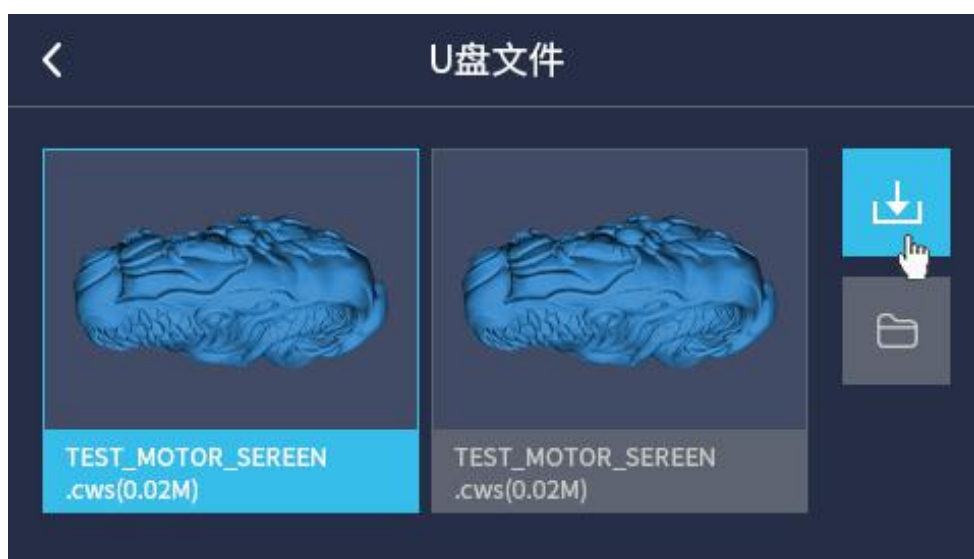 U盘文件
TEST_MOTOR_SEREEN
.cws(0.02M)
TEST_MOTOR_SEREEN
.cws(0.02M)